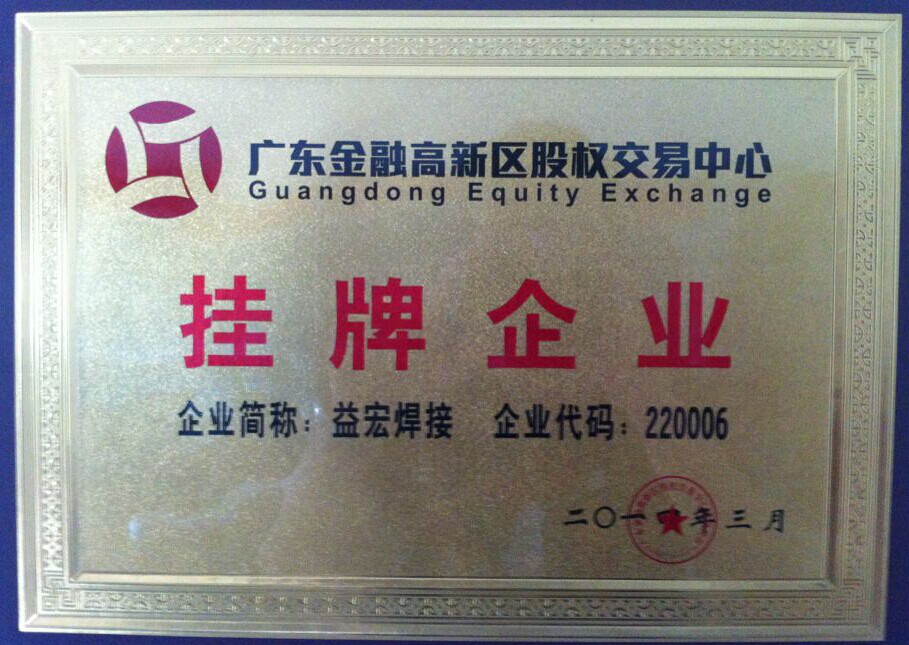 广东金融高新区股权交易中心
Guangdong Equity Exchange
挂牌企业
企业简称：益宏焊接 企业代码：220006
二〇一四年三月